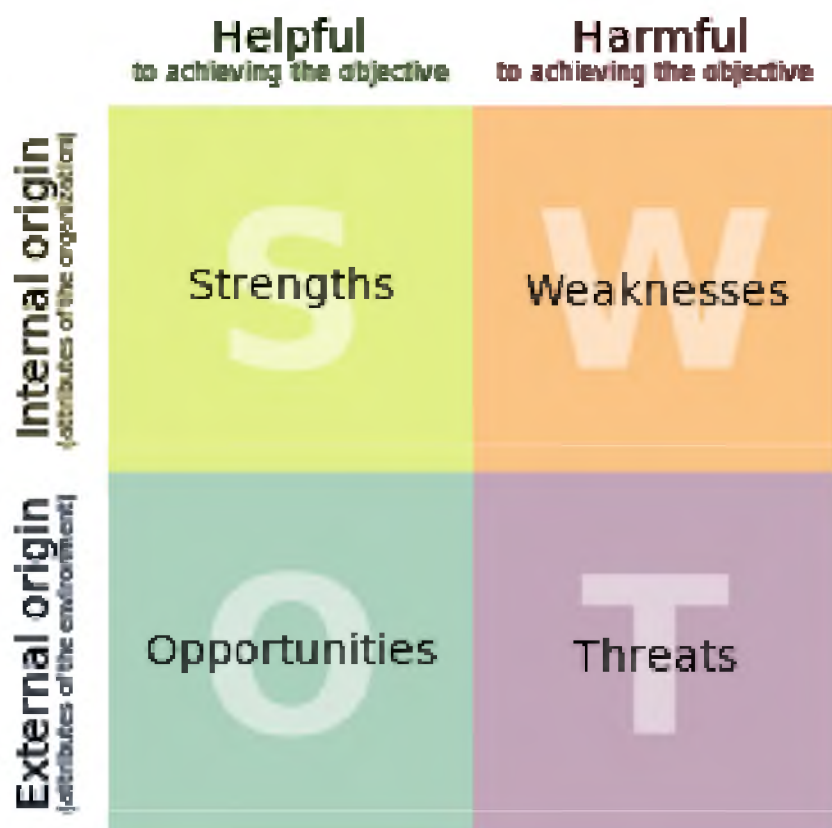 Helpful
to achieving the objective
Harmful
to achieving the objective
Internal origin
(attributes of the organization)
S
Strengths
W
Weaknesses
External origin
(attributes of the environment)
O
Opportunities
T
Threats